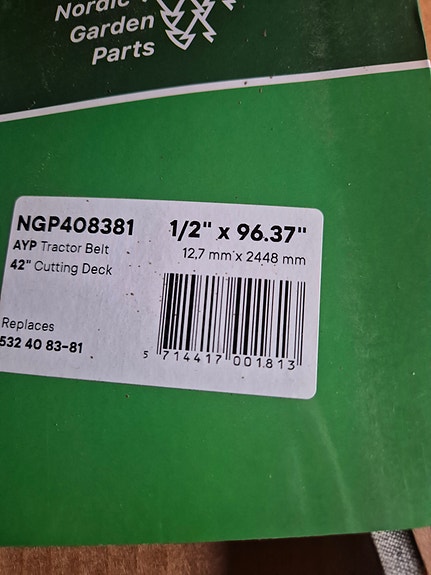 Nordic
Garden
Parts
NGP408381
1/2" x 96.37"
AYP Tractor Belt
12,7 mm x 2448 mm
42" Cutting Deck
Replaces
532 40 83-81
5 714417 001813